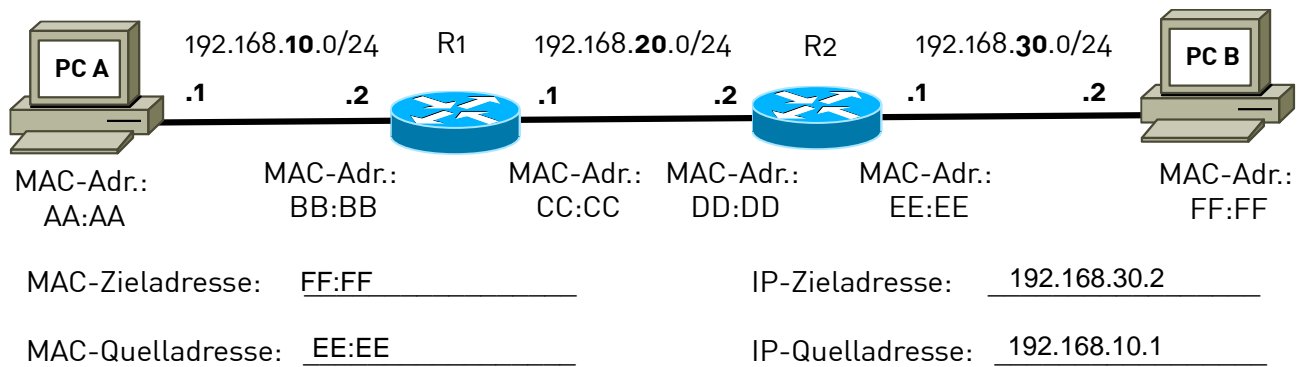 PC A 192.168.10.0/24 R1 192.168.20.0/24 R2 192.168.30.0/24 PC B
.1 .2 .1 .2 .1 .2
MAC-Adr.: MAC-Adr.: MAC-Adr.: MAC-Adr.: MAC-Adr.: MAC-Adr.:
AA:AA BB:BB CC:CC DD:DD EE:EE FF:FF
MAC-Zieladresse: FF:FF IP-Zieladresse: 192.168.30.2
MAC-Quelladresse: EE:EE IP-Quelladresse: 192.168.10.1